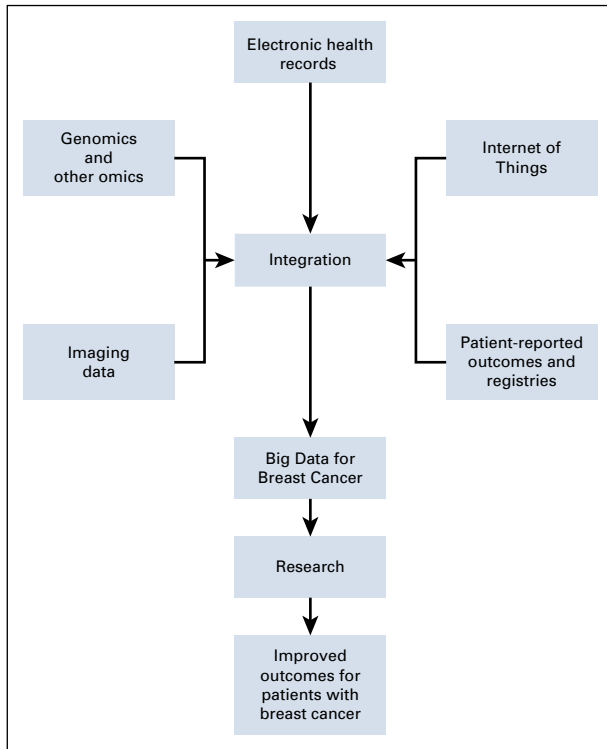 Electronic health
records
Genomics
and
other omics
Internet of
Things
Integration
Imaging
data
Patient-reported
outcomes and
registries
Big Data for
Breast Cancer
Research
Improved
outcomes for
patients with
breast cancer